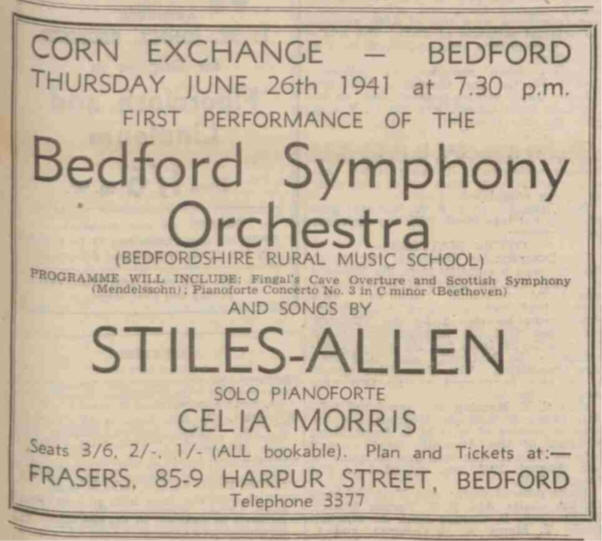 CORN EXCHANGE — BEDFORD
THURSDAY JUNE 26th 1941 at 7.30 p.m.
FIRST PERFORMANCE OF THE
Bedford Symphony
Orchestra
(BEDFORDSHIRE RURAL MUSIC SCHOOL)
PROGRAMME WILL INCLUDE: Fingal's Cave Overture and Scottish Symphony
(Mendelssohn); Pianoforte Concerto No. 3 in C minor (Beethoven)
AND SONGS BY
STILES-ALLEN
SOLO PIANOFORTE
CELIA MORRIS
Seats 3/6, 2/-, 1/- (ALL bookable). Plan and Tickets at:—
FRASERS, 85-9 HARPUR STREET, BEDFORD
Telephone 3377